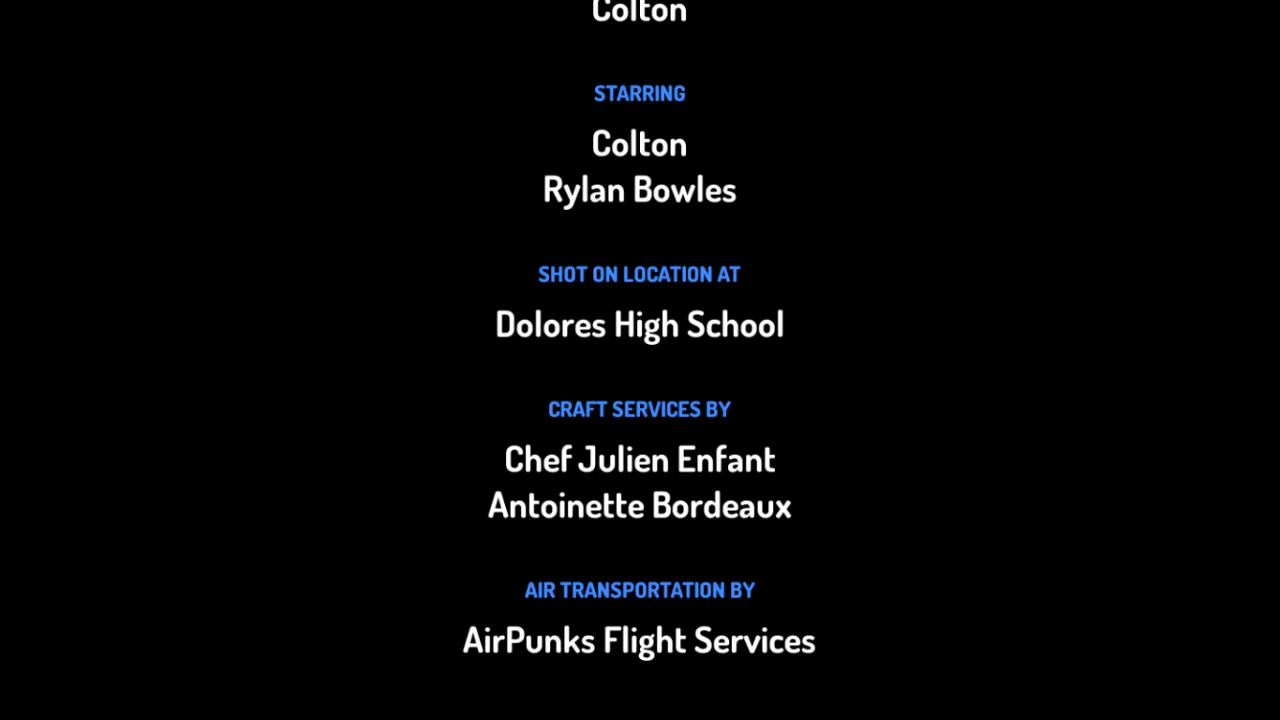 Colton
STARRING
Colton
Rylan Bowles
SHOT ON LOCATION AT
Dolores High School
CRAFT SERVICES BY
Chef Julien Enfant
Antoinette Bordeaux
AIR TRANSPORTATION BY
AirPunks Flight Services